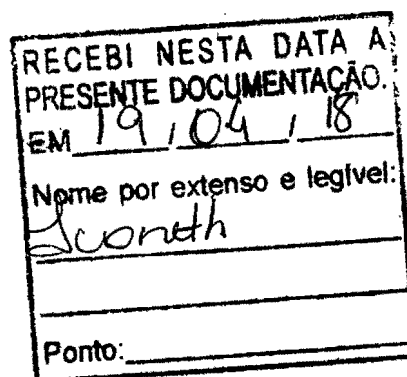 RECEBI NESTA DATA A
PRESENTE DOCUMENTAÇÃO.
EM 19 / 04 / 18
Nome por extenso e legível:
Ponto: